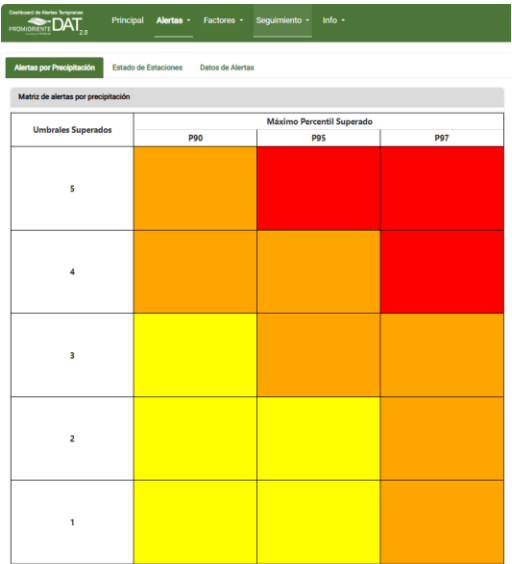 Dashboard de Alertas Tempranas
PROMIORIENTE DAT 2.0
Principal Alertas Factores Seguimiento Info
Alertas por Precipitación Estado de Estaciones Datos de Alertas
Matriz de alertas por precipitación
Umbrales Superados Máximo Percentil Superado
P90 P95 P97
5
4
3
2
1